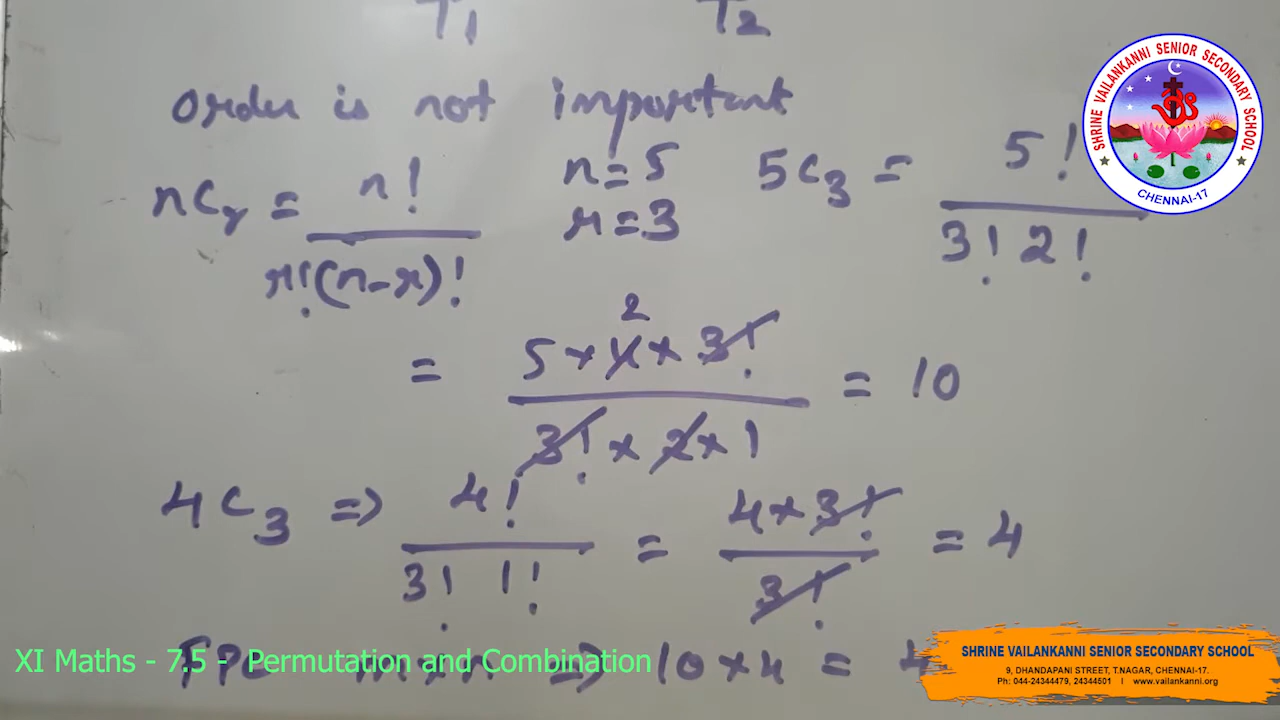 T1 T2
order is not important
nCr = n! / r!(n-r)! n=5 r=3 5C3 = 5! / 3! 2!
= 5 × 4 × 3! / 3! × 2 × 1 = 10
2
4C3 => 4! / 3! 1! = 4 × 3! / 3! = 4
m×n => 10×4 = 4
XI Maths - 7.5 - Permutation and Combination
SHRINE VAILANKANNI SENIOR SECONDARY SCHOOL
CHENNAI-17
SHRINE VAILANKANNI SENIOR SECONDARY SCHOOL
9, DHANDAPANI STREET, T.NAGAR, CHENNAI-17.
Ph: 044-24344479, 24344501 I www.vailankanni.org